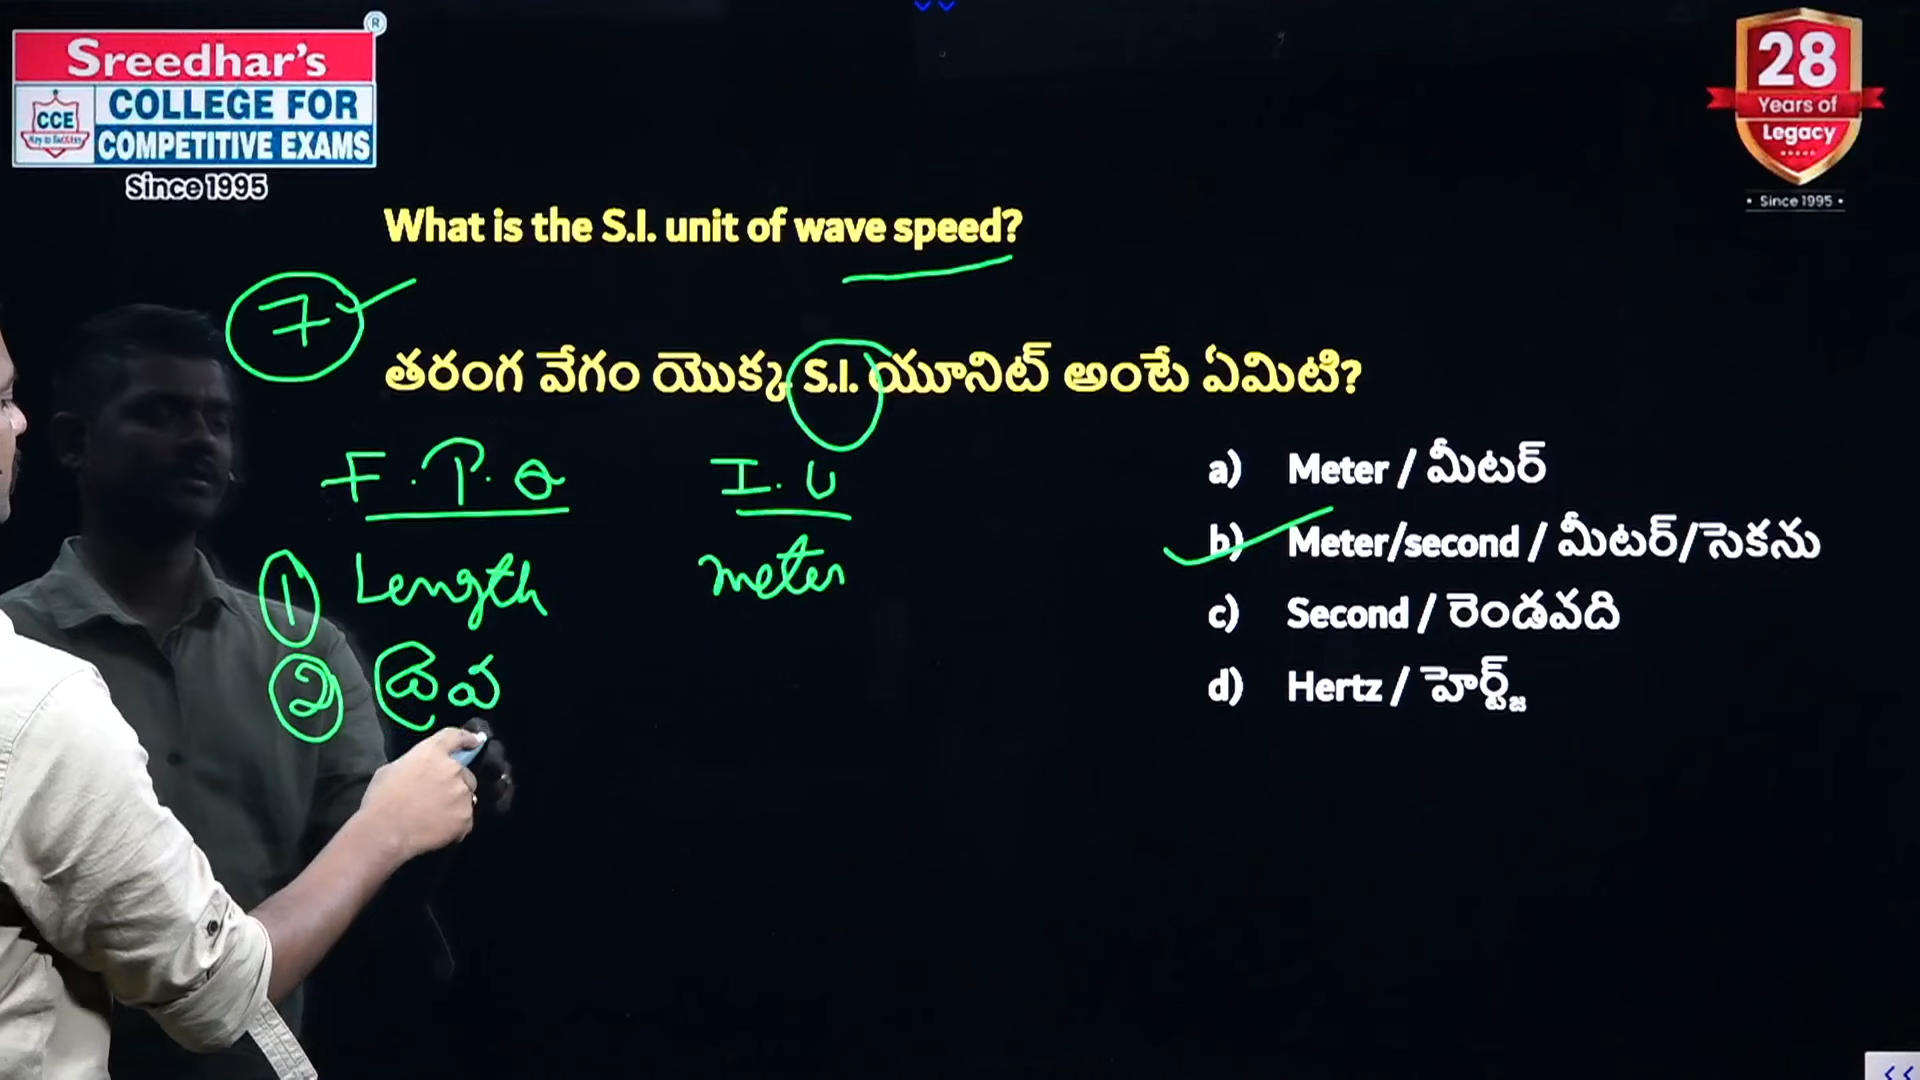 Sreedhar's
®
CCE
COLLEGE FOR
COMPETITIVE EXAMS
Since 1995
28
Years of
Legacy
• Since 1995 •
What is the S.I. unit of wave speed?
7
తరంగ వేగం యొక్క S.I. యూనిట్ అంటే ఏమిటి?
F.P.Q I.U
1 Length meter
2 ద్రవ
a) Meter / మీటర్
b) Meter/second / మీటర్/సెకను
c) Second / రెండవది
d) Hertz / హెర్ట్జ్